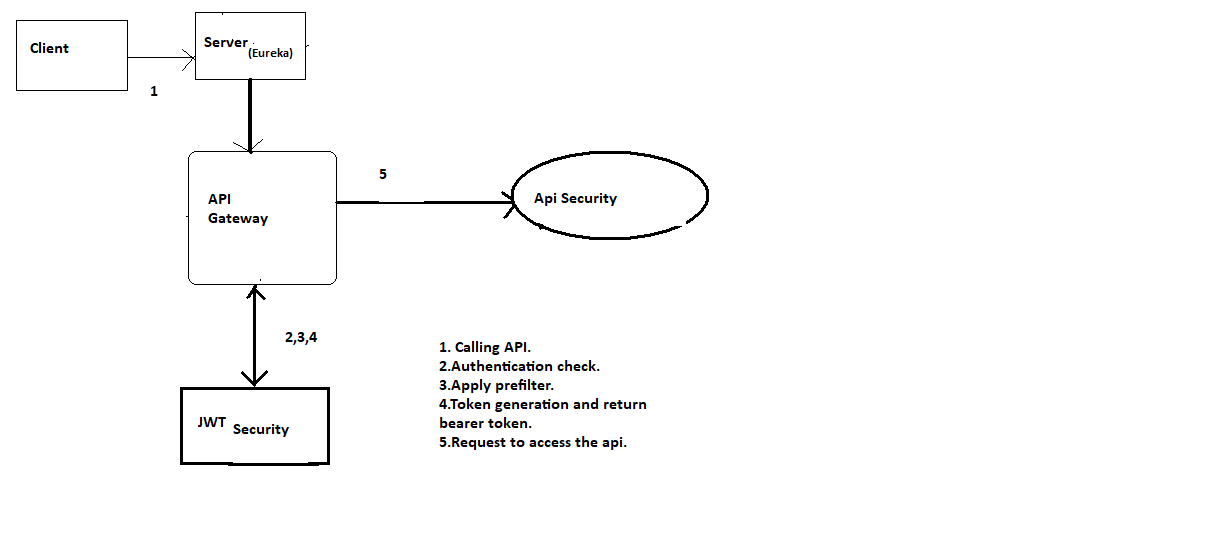 Client
Server
(Eureka)
1
5
API
Gateway
Api Security
2,3,4
1. Calling API.
2.Authentication check.
3.Apply prefilter.
4.Token generation and return
bearer token.
5.Request to access the api.
JWT Security